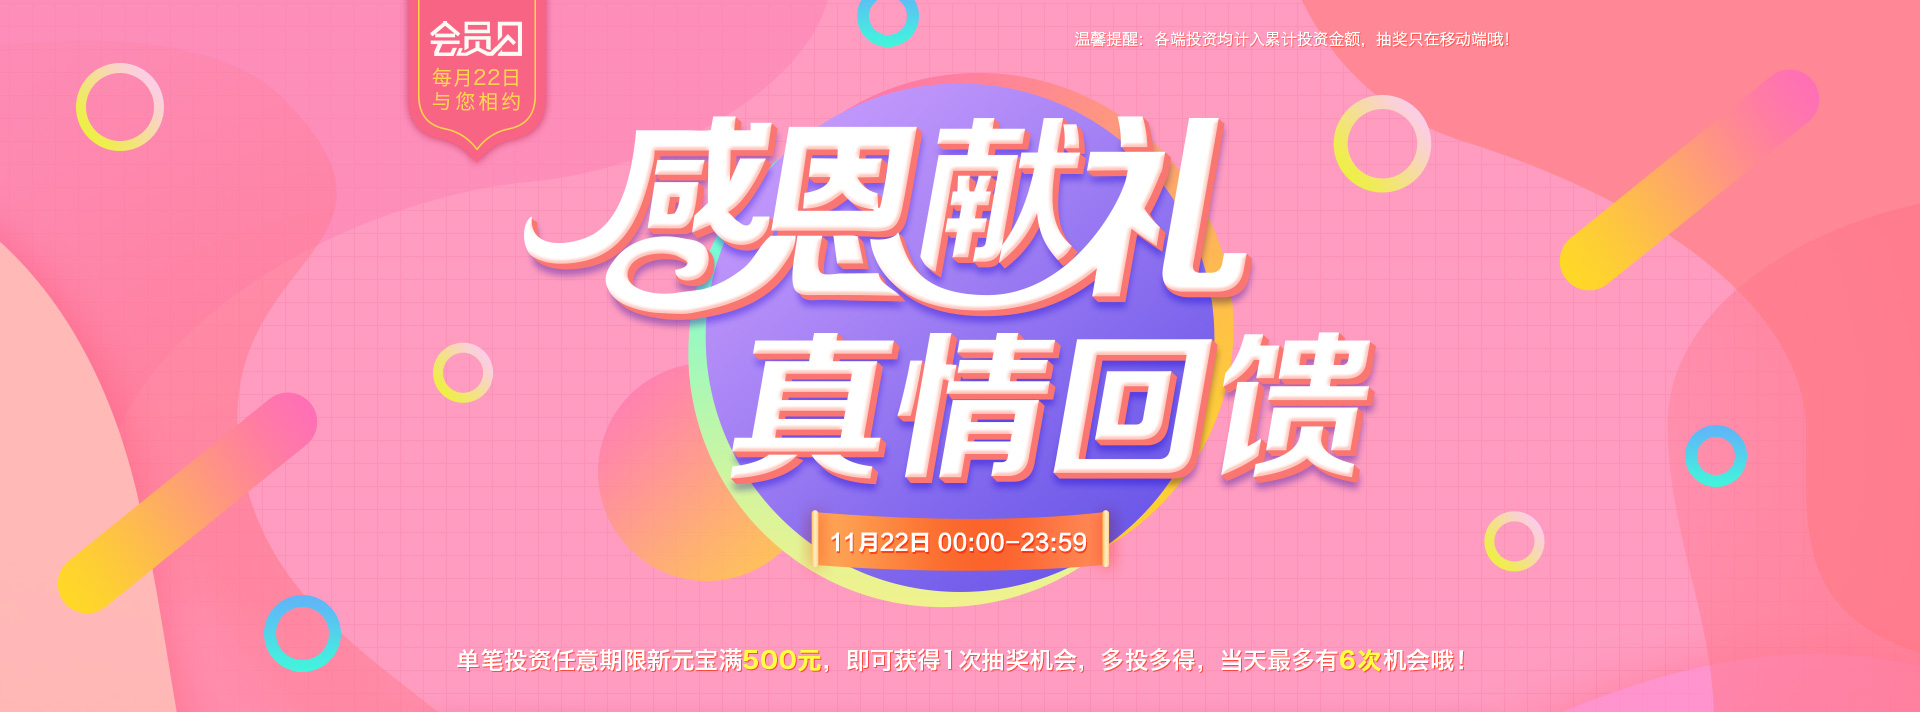 会员日
每月22日
与您相约
温馨提醒：各端投资均计入累计投资金额，抽奖只在移动端哦！
感恩献礼
真情回馈
11月22日 00:00-23:59
单笔投资任意期限新元宝满500元，即可获得1次抽奖机会，多投多得，当天最多有6次机会哦！